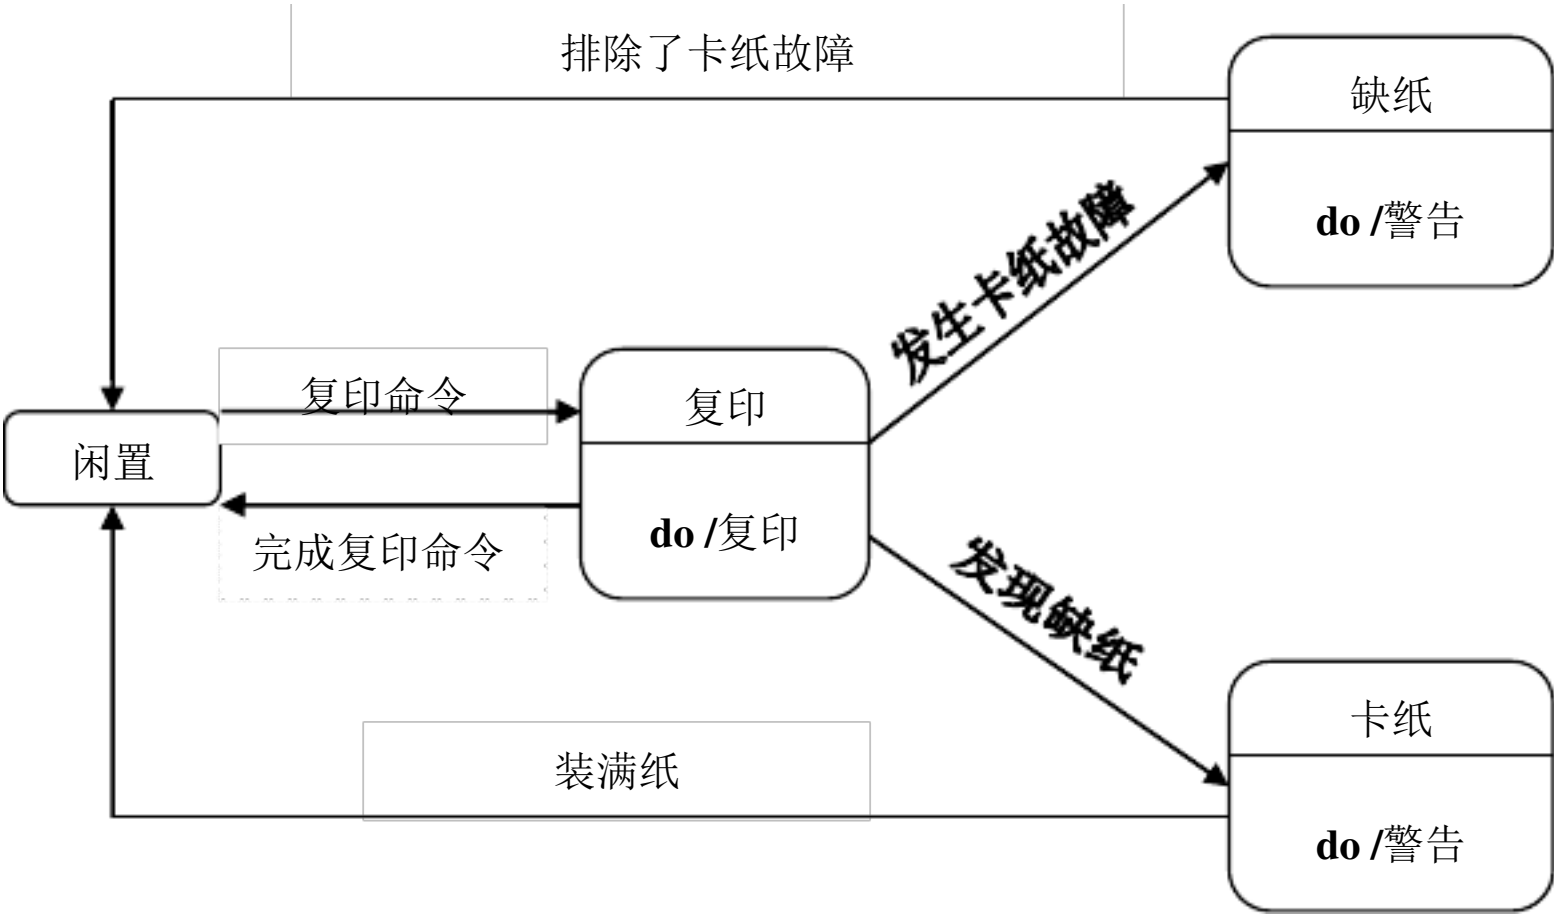 排除了卡纸故障
缺纸
do /警告
发生卡纸故障
复印命令
复印
闲置
do /复印
完成复印命令
发现缺纸
卡纸
装满纸
do /警告